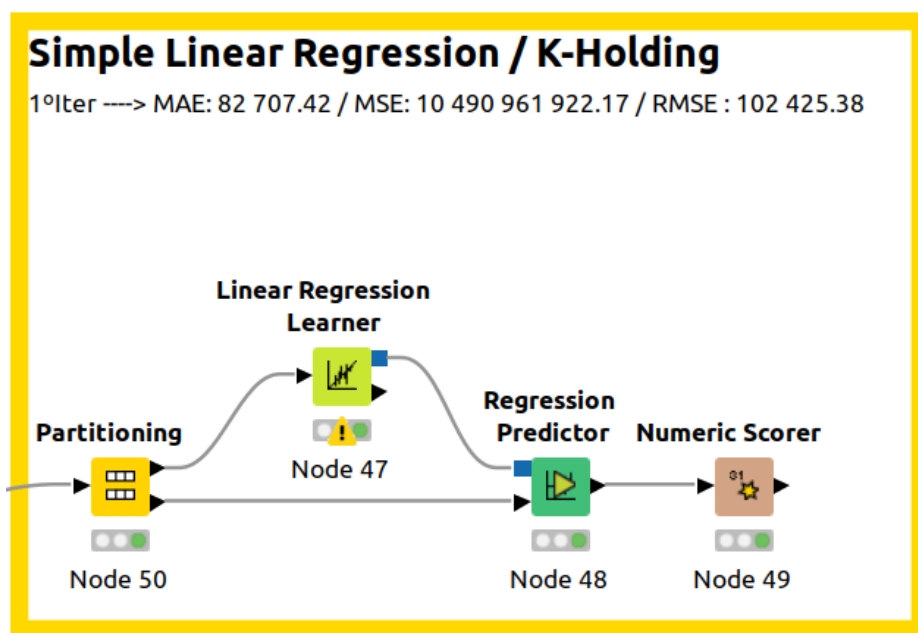 Simple Linear Regression / K-Holding
1ºIter ----> MAE: 82 707.42 / MSE: 10 490 961 922.17 / RMSE : 102 425.38
Linear Regression
Learner
Node 47
Partitioning
Node 50
Regression
Predictor
Node 48
Numeric Scorer
Node 49